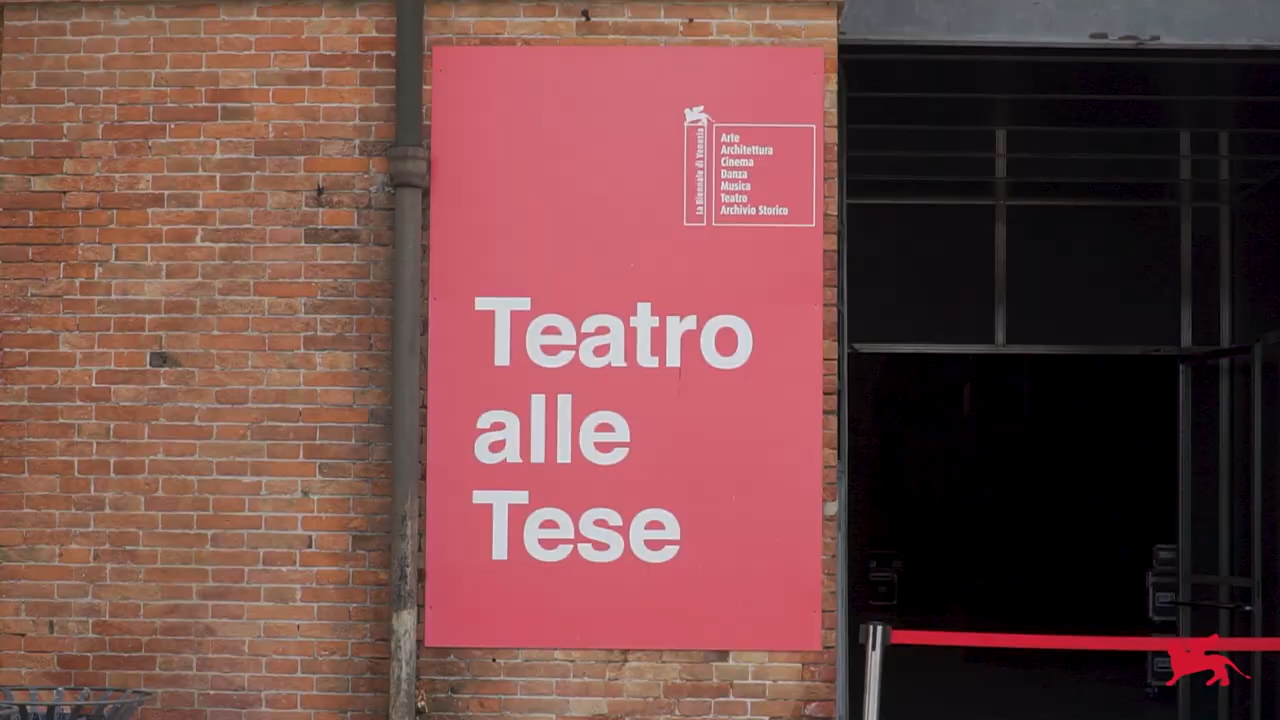 La Biennale di Venezia
Arte
Architettura
Cinema
Danza
Musica
Teatro
Archivio Storico
Teatro
alle
Tese